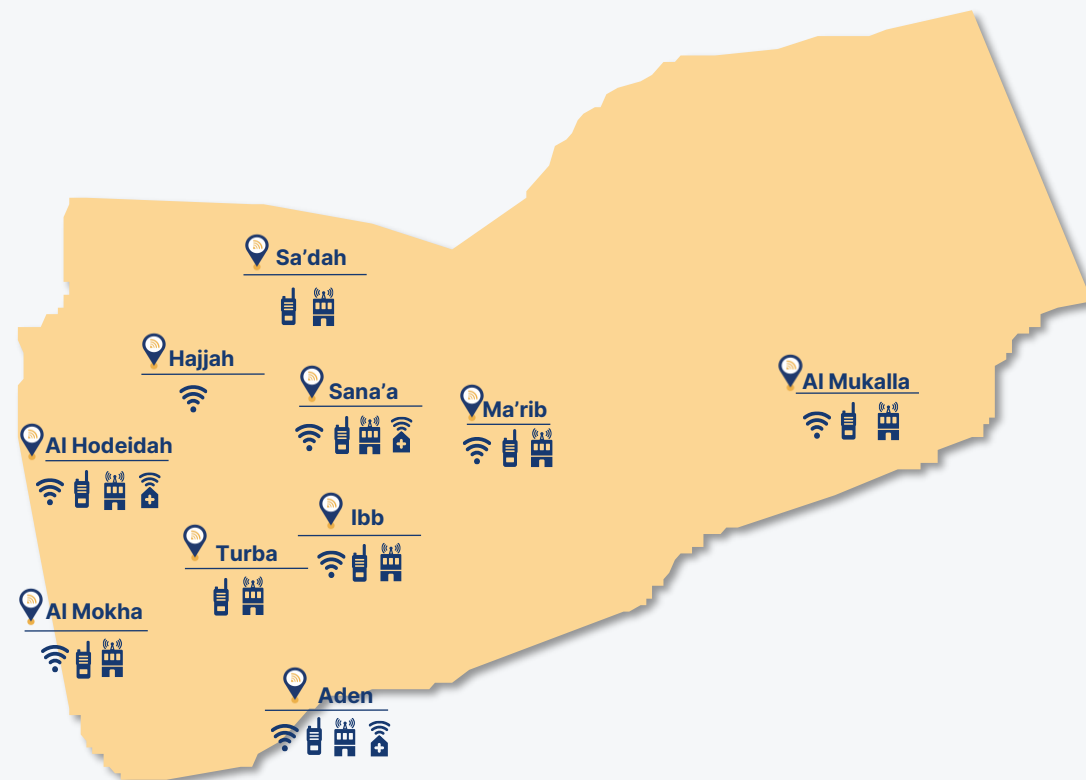 Sa’dah
Hajjah
Sana’a
Ma’rib
Al Mukalla
Al Hodeidah
Ibb
Turba
Al Mokha
Aden